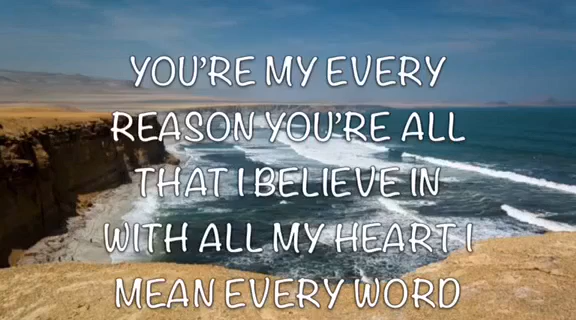 YOU'RE MY EVERY
REASON YOU'RE ALL
THAT I BELIEVE IN
WITH ALL MY HEART I
MEAN EVERY WORD